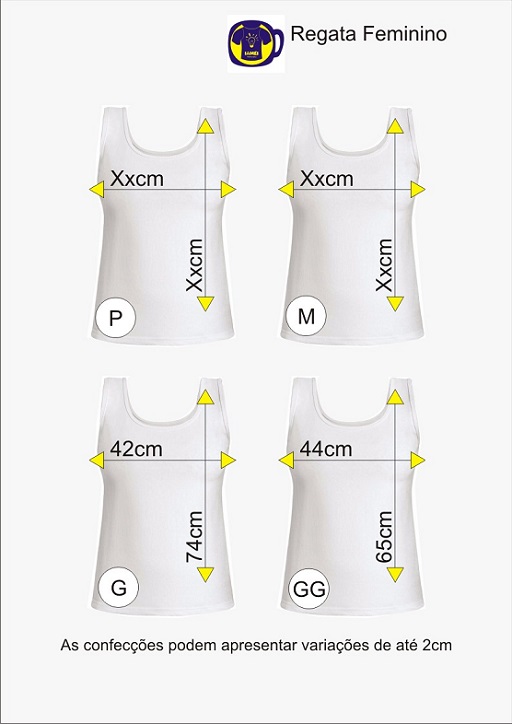 Regata Feminino
Xxcm
Xxcm
P
Xxcm
Xxcm
M
42cm
74cm
G
44cm
65cm
GG
As confecções podem apresentar variações de até 2cm